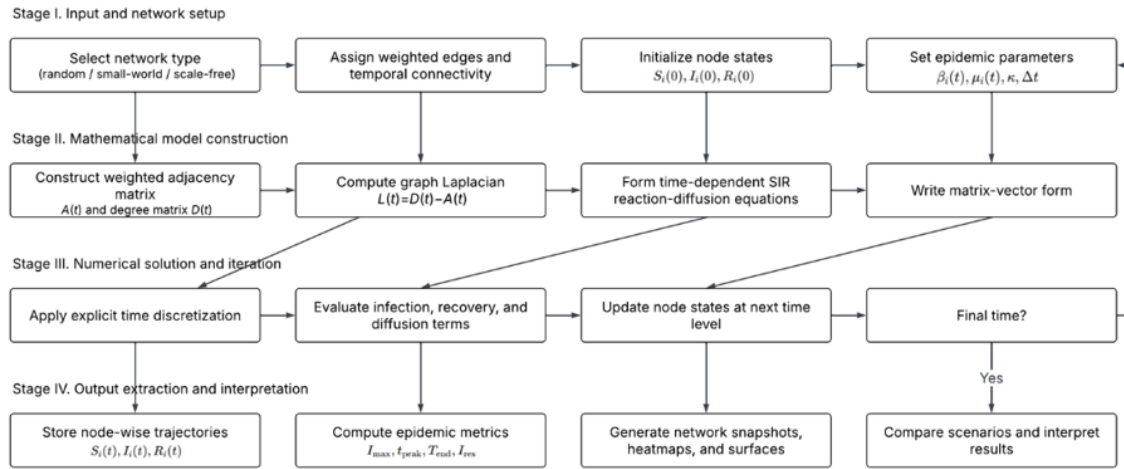 Stage I. Input and network setup
Select network type
(random / small-world / scale-free)
Assign weighted edges and
temporal connectivity
Initialize node states
Sᵢ(0), Iᵢ(0), Rᵢ(0)
Set epidemic parameters
βᵢ(t), μᵢ(t), κ, Δt
Stage II. Mathematical model construction
Construct weighted adjacency
matrix
A(t) and degree matrix D(t)
Compute graph Laplacian
L(t)=D(t)−A(t)
Form time-dependent SIR
reaction-diffusion equations
Write matrix-vector form
Stage III. Numerical solution and iteration
Apply explicit time discretization
Evaluate infection, recovery, and
diffusion terms
Update node states at next time
level
Final time?
Yes
Stage IV. Output extraction and interpretation
Store node-wise trajectories
Sᵢ(t), Iᵢ(t), Rᵢ(t)
Compute epidemic metrics
I_max, t_peak, T_end, I_res
Generate network snapshots,
heatmaps, and surfaces
Compare scenarios and interpret
results